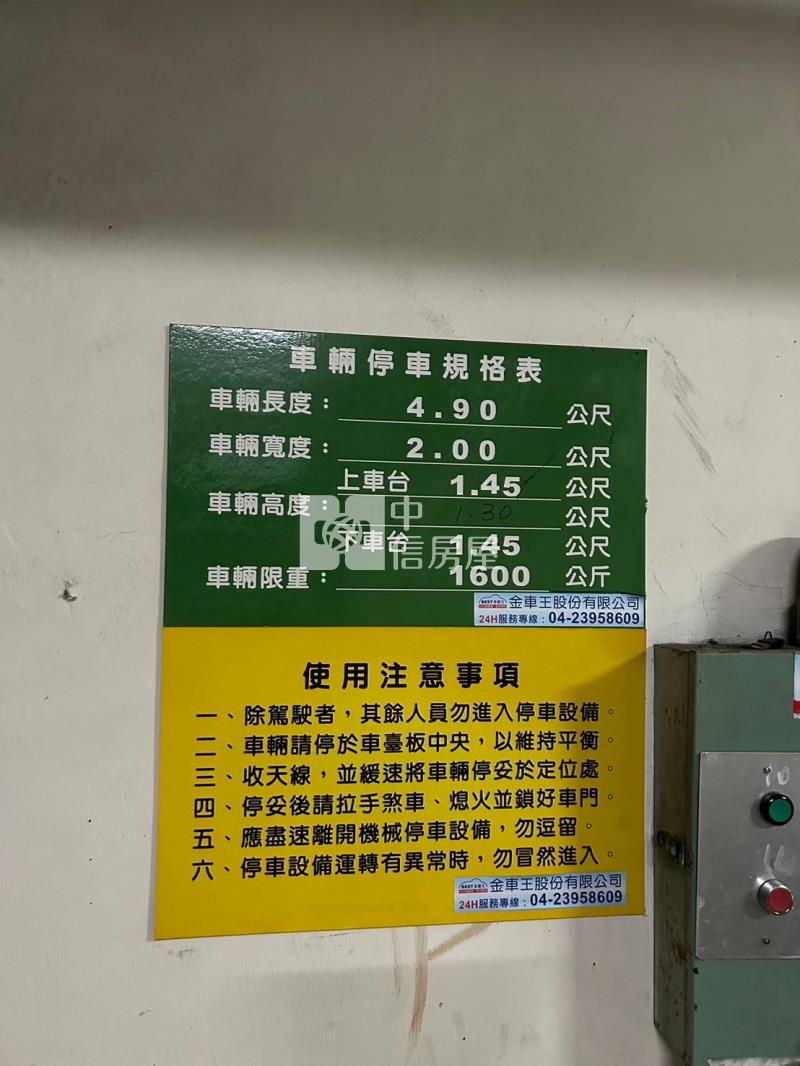 車輛停車規格表
車輛長度： 4.90 公尺
車輛寬度： 2.00 公尺
上車台 1.45 公尺
車輛高度： 1.30 公尺
下車台 1.45 公尺
車輛限重： 1600 公斤
中信房屋
BEST 金車王股份有限公司
24H服務專線：04-23958609
使用注意事項
一、除駕駛者，其餘人員勿進入停車設備。
二、車輛請停於車臺板中央，以維持平衡。
三、收天線，並緩速將車輛停妥於定位處。
四、停妥後請拉手煞車、熄火並鎖好車門。
五、應盡速離開機械停車設備，勿逗留。
六、停車設備運轉有異常時，勿冒然進入。
BEST 金車王股份有限公司
24H服務專線：04-23958609